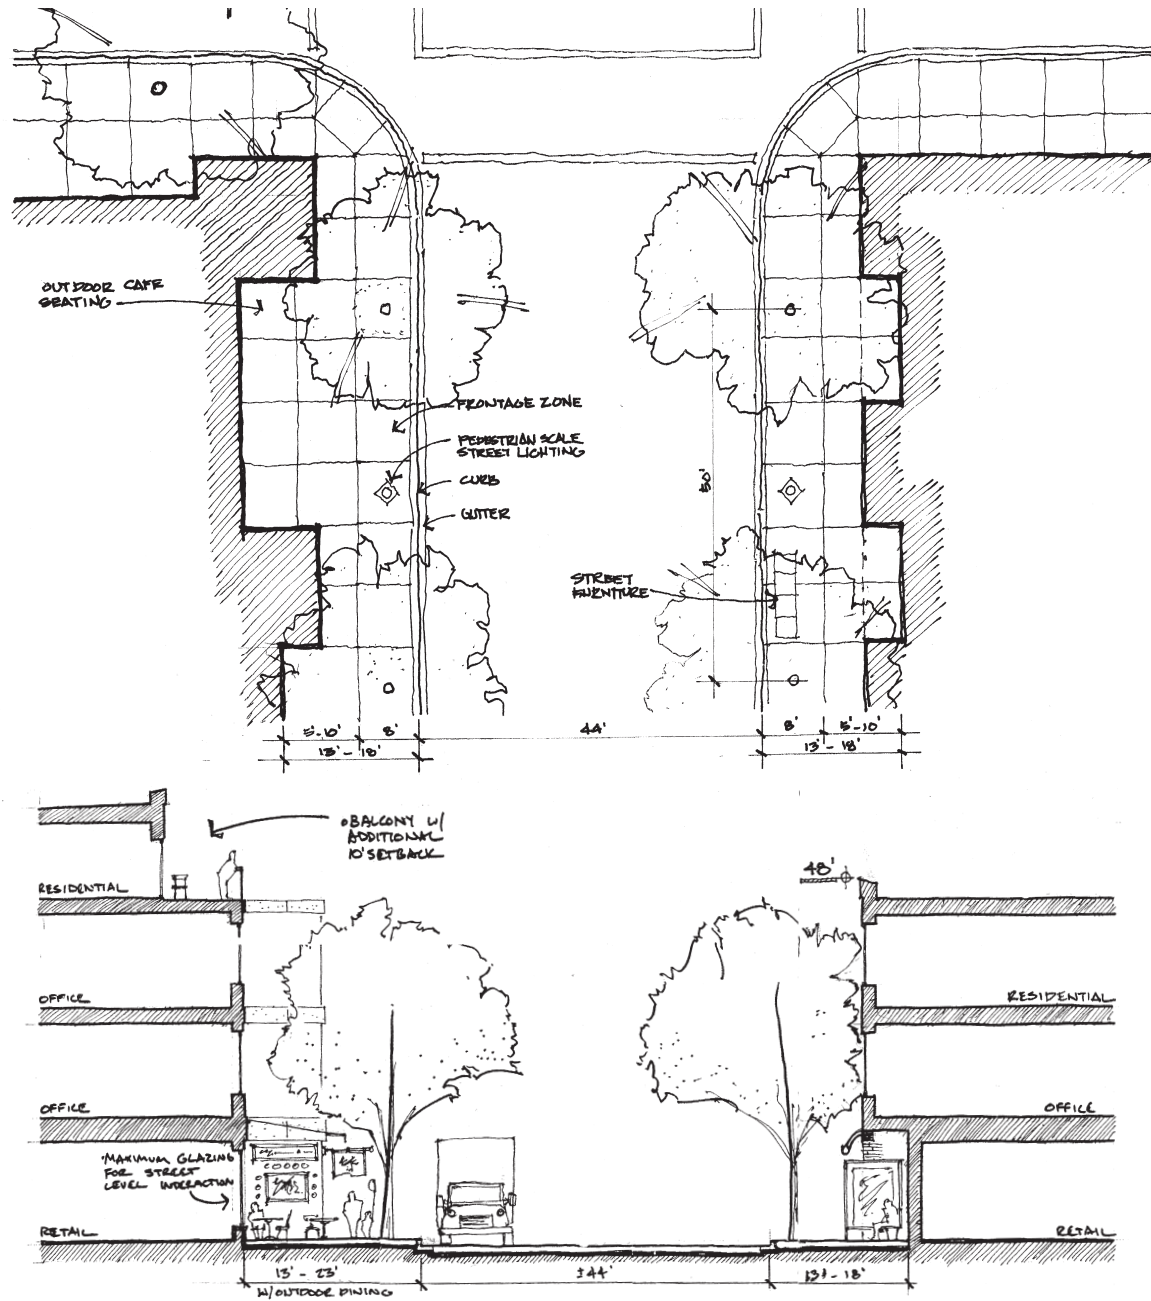 OUTDOOR CAFE
SEATING
FRONTAGE ZONE
PEDESTRIAN SCALE
STREET LIGHTING
CURB
GUTTER
50'
STREET
FURNITURE
5'-10'
8'
44'
8'
5'-10'
13' - 18'
13' - 18'
BALCONY W/
ADDITIONAL
10' SETBACK
48'
RESIDENTIAL
OFFICE
RESIDENTIAL
OFFICE
OFFICE
MAXIMUM GLAZING
FOR STREET
LEVEL INTERACTION
RETAIL
RETAIL
13' - 23'
±44'
13' - 18'
W/OUTDOOR DINING